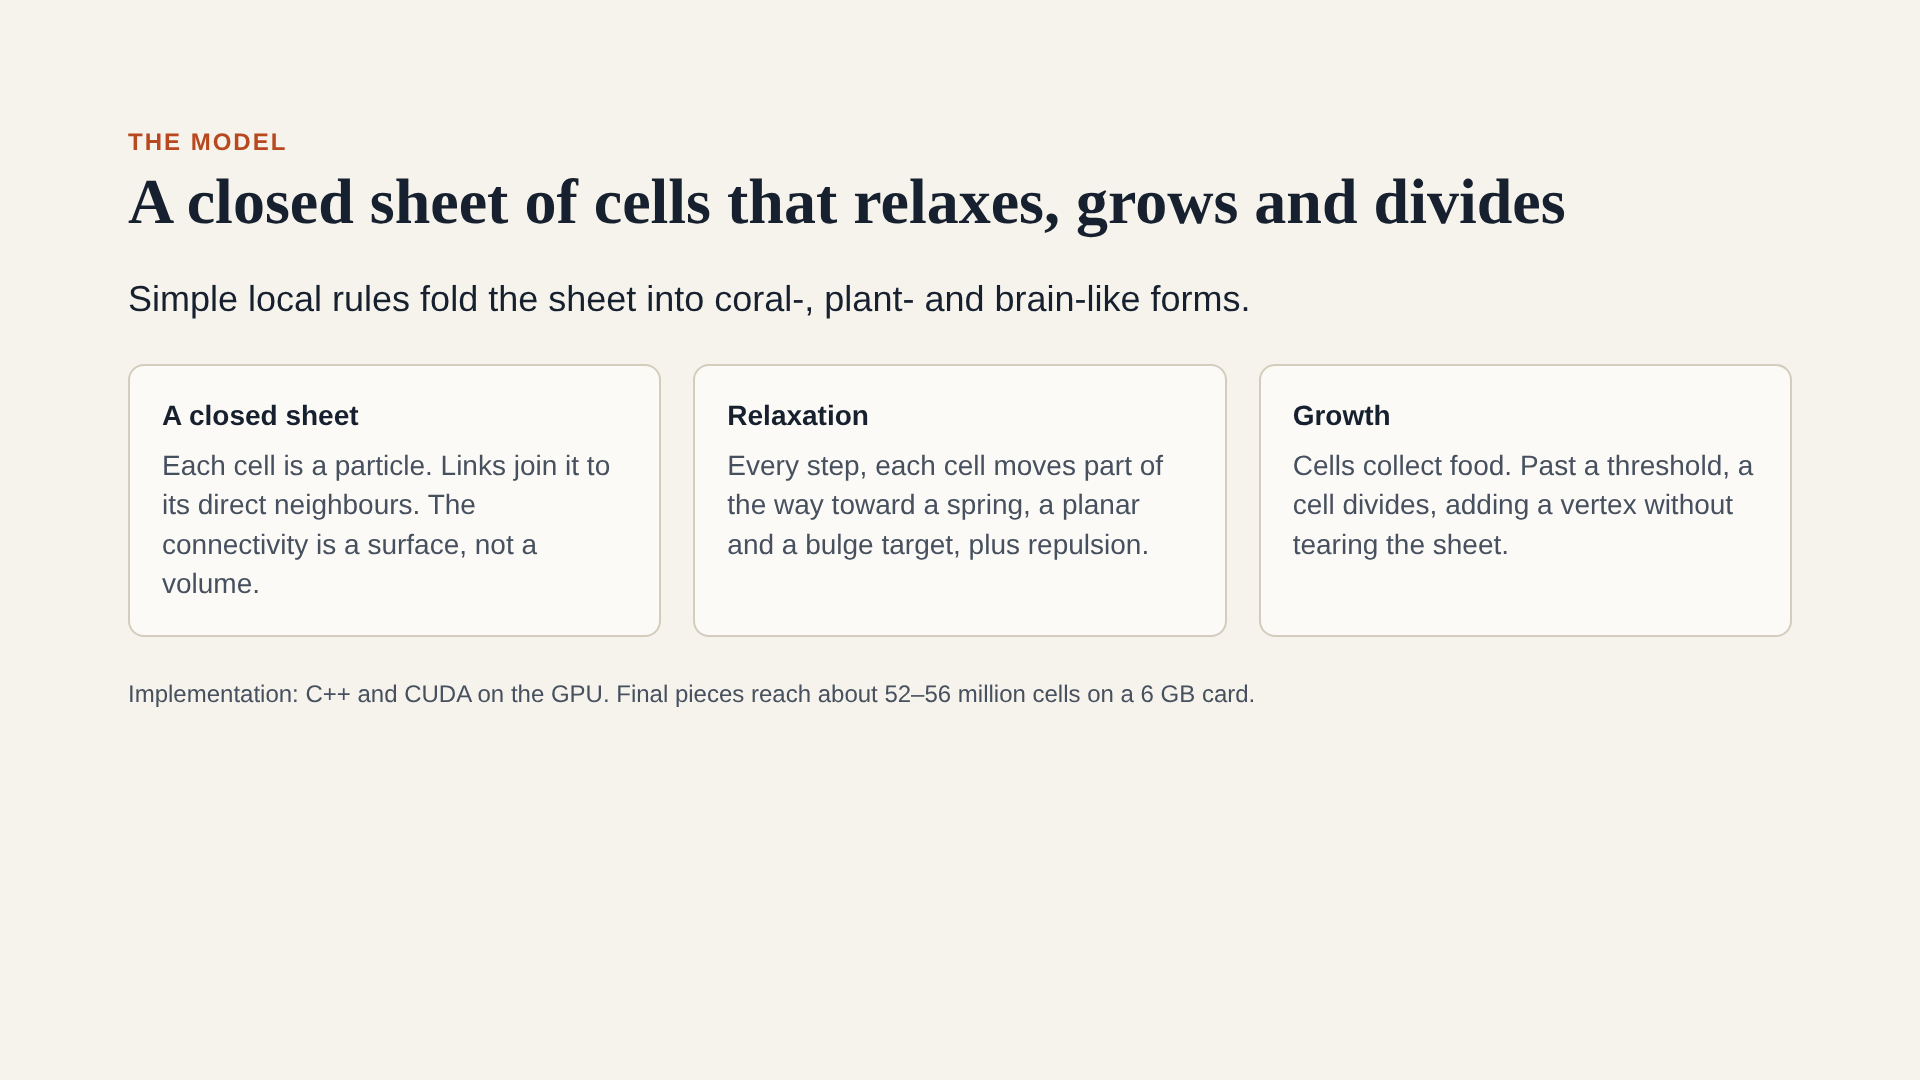 THE MODEL
A closed sheet of cells that relaxes, grows and divides
Simple local rules fold the sheet into coral-, plant- and brain-like forms.
A closed sheet
Each cell is a particle. Links join it to
its direct neighbours. The
connectivity is a surface, not a
volume.
Relaxation
Every step, each cell moves part of
the way toward a spring, a planar
and a bulge target, plus repulsion.
Growth
Cells collect food. Past a threshold, a
cell divides, adding a vertex without
tearing the sheet.
Implementation: C++ and CUDA on the GPU. Final pieces reach about 52–56 million cells on a 6 GB card.